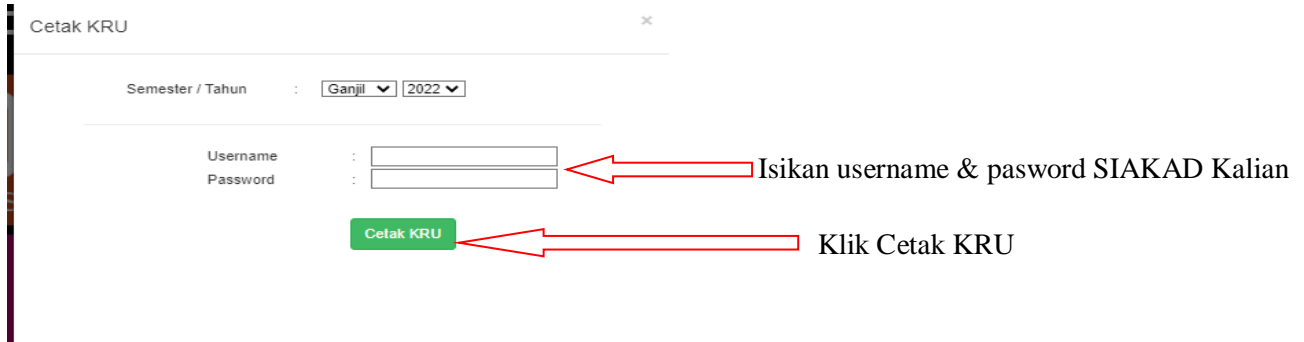 Cetak KRU ×
Semester / Tahun : Ganjil 2022
Username :
Password :
Isikan username & pasword SIAKAD Kalian
Cetak KRU
Klik Cetak KRU